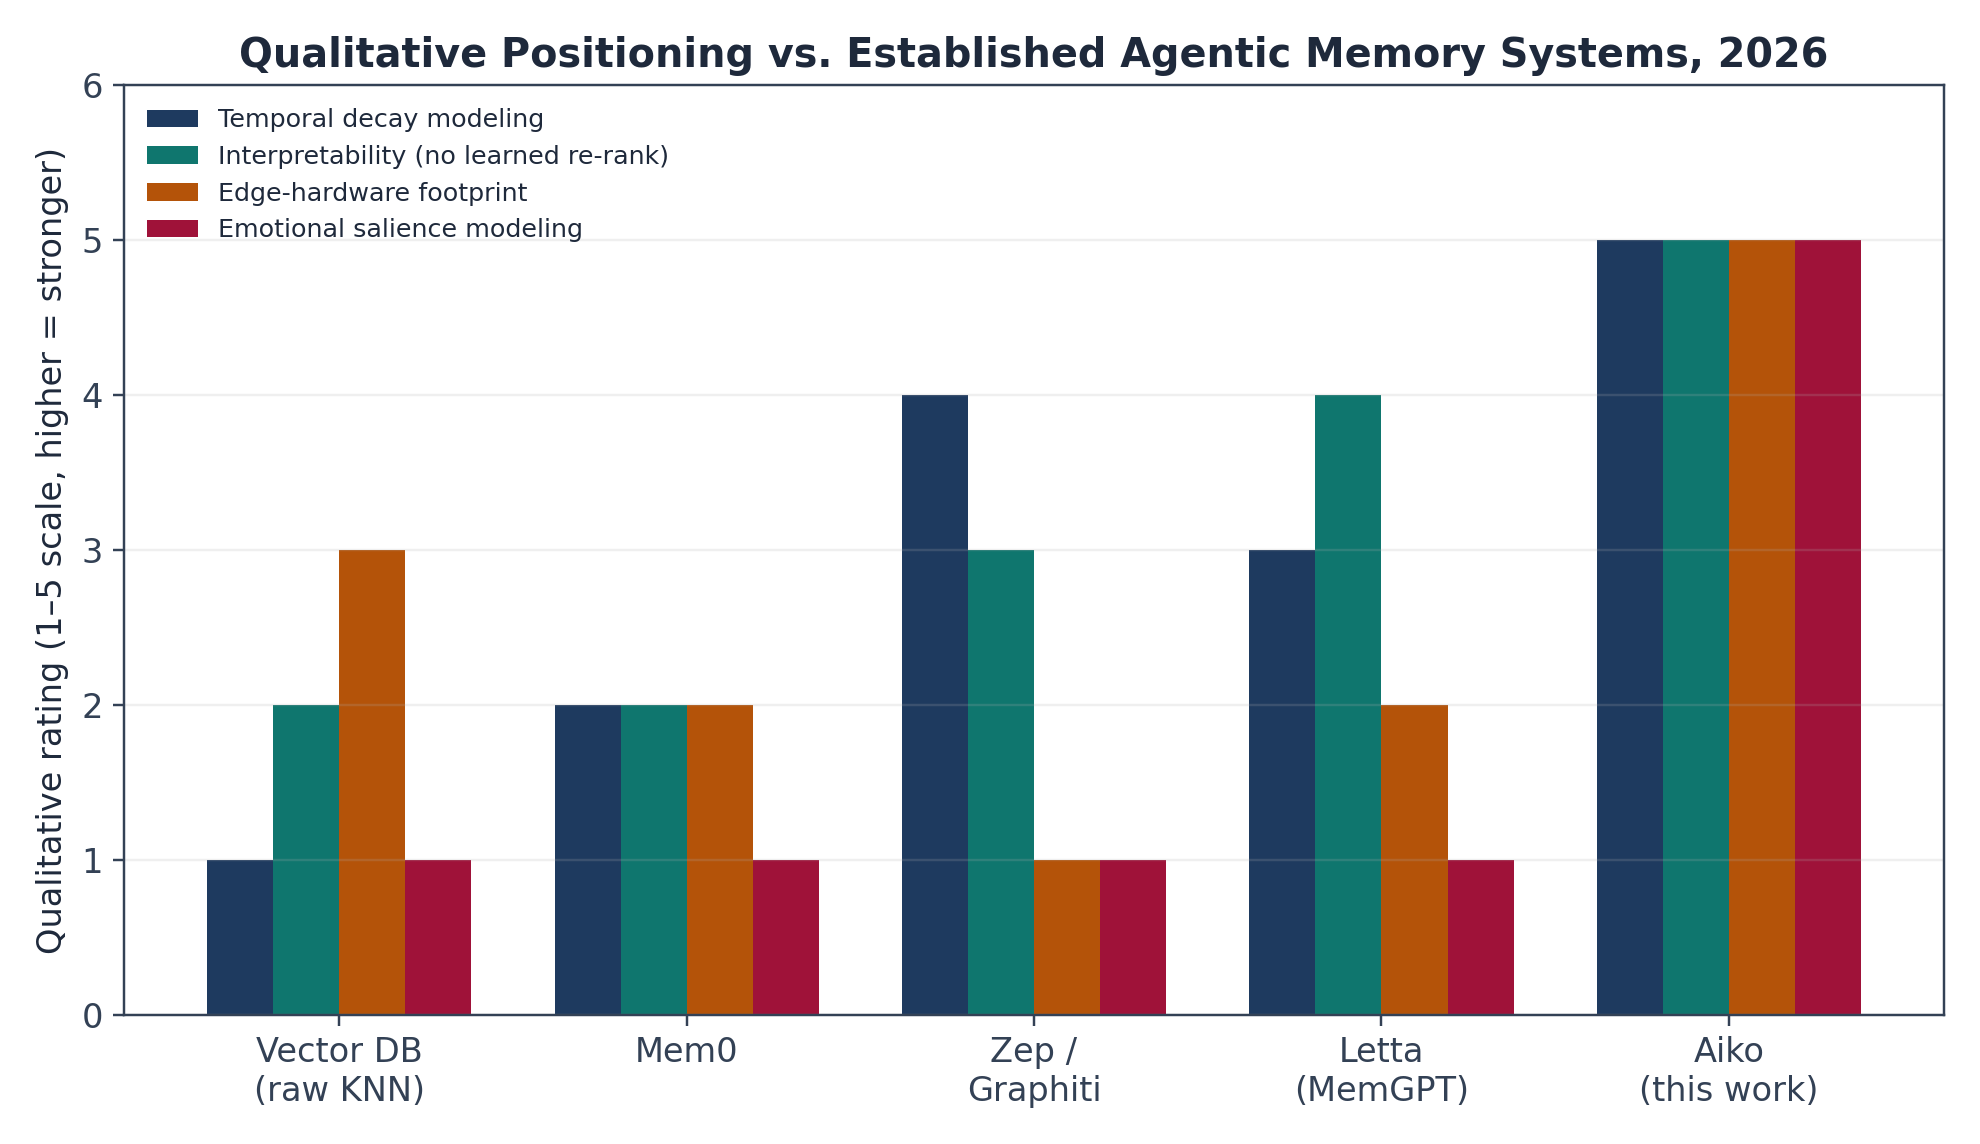 Qualitative Positioning vs. Established Agentic Memory Systems, 2026
Qualitative rating (1–5 scale, higher = stronger)
6
5
4
3
2
1
0
Temporal decay modeling
Interpretability (no learned re-rank)
Edge-hardware footprint
Emotional salience modeling
Vector DB
(raw KNN)
Mem0
Zep /
Graphiti
Letta
(MemGPT)
Aiko
(this work)